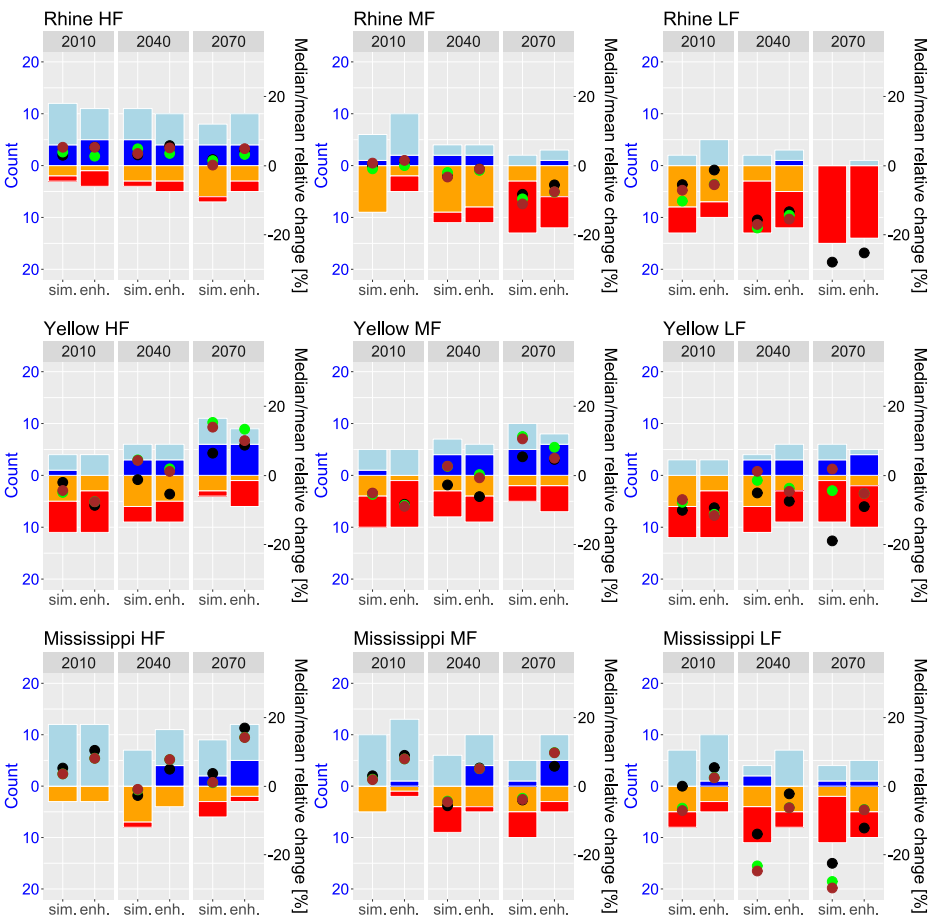 Rhine HF
Rhine MF
Rhine LF
2010 2040 2070
2010 2040 2070
2010 2040 2070
20
10
0
10
20
Count
20
0
-20
Median/mean relative change [%]
sim. enh. sim. enh. sim. enh.
20
10
0
10
20
Count
20
0
-20
Median/mean relative change [%]
sim. enh. sim. enh. sim. enh.
20
10
0
10
20
Count
20
0
-20
Median/mean relative change [%]
sim. enh. sim. enh. sim. enh.
Yellow HF
Yellow MF
Yellow LF
2010 2040 2070
2010 2040 2070
2010 2040 2070
20
10
0
10
20
Count
20
0
-20
Median/mean relative change [%]
sim. enh. sim. enh. sim. enh.
20
10
0
10
20
Count
20
0
-20
Median/mean relative change [%]
sim. enh. sim. enh. sim. enh.
20
10
0
10
20
Count
20
0
-20
Median/mean relative change [%]
sim. enh. sim. enh. sim. enh.
Mississippi HF
Mississippi MF
Mississippi LF
2010 2040 2070
2010 2040 2070
2010 2040 2070
20
10
0
10
20
Count
20
0
-20
Median/mean relative change [%]
sim. enh. sim. enh. sim. enh.
20
10
0
10
20
Count
20
0
-20
Median/mean relative change [%]
sim. enh. sim. enh. sim. enh.
20
10
0
10
20
Count
20
0
-20
Median/mean relative change [%]
sim. enh. sim. enh. sim. enh.